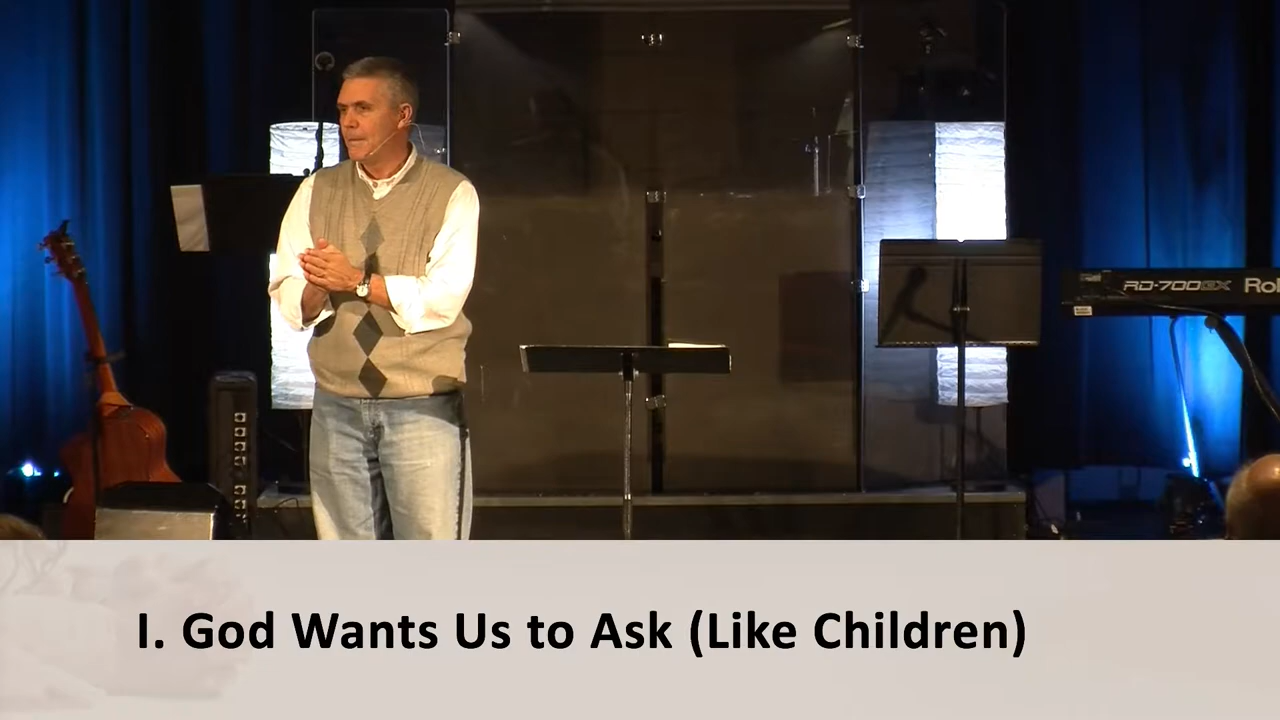 RD-700GX Rol
I. God Wants Us to Ask (Like Children)